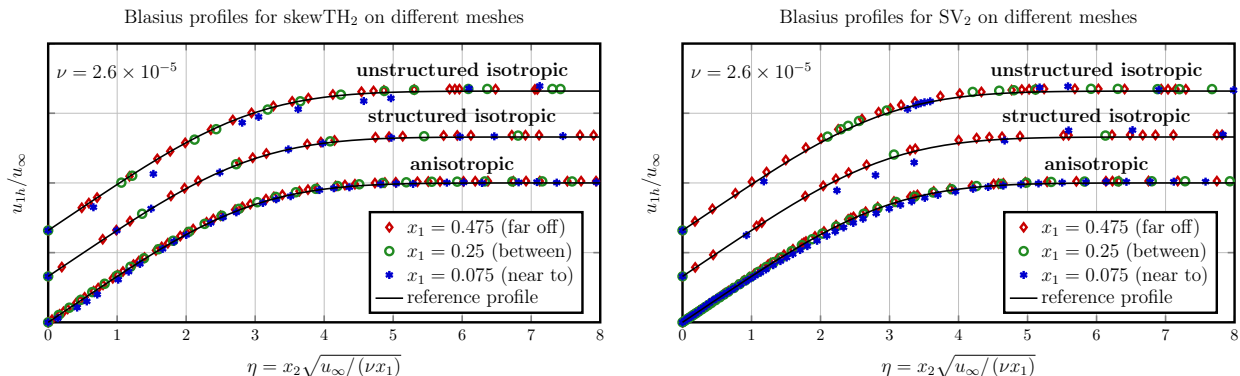 Blasius profiles for skewTH₂ on different meshes
ν = 2.6 × 10⁻⁵
unstructured isotropic
structured isotropic
anisotropic
u₁ₕ/u∞
x₁ = 0.475 (far off)
x₁ = 0.25 (between)
x₁ = 0.075 (near to)
reference profile
0 1 2 3 4 5 6 7 8
η = x₂√(u∞/(νx₁))
Blasius profiles for SV₂ on different meshes
ν = 2.6 × 10⁻⁵
unstructured isotropic
structured isotropic
anisotropic
u₁ₕ/u∞
x₁ = 0.475 (far off)
x₁ = 0.25 (between)
x₁ = 0.075 (near to)
reference profile
0 1 2 3 4 5 6 7 8
η = x₂√(u∞/(νx₁))